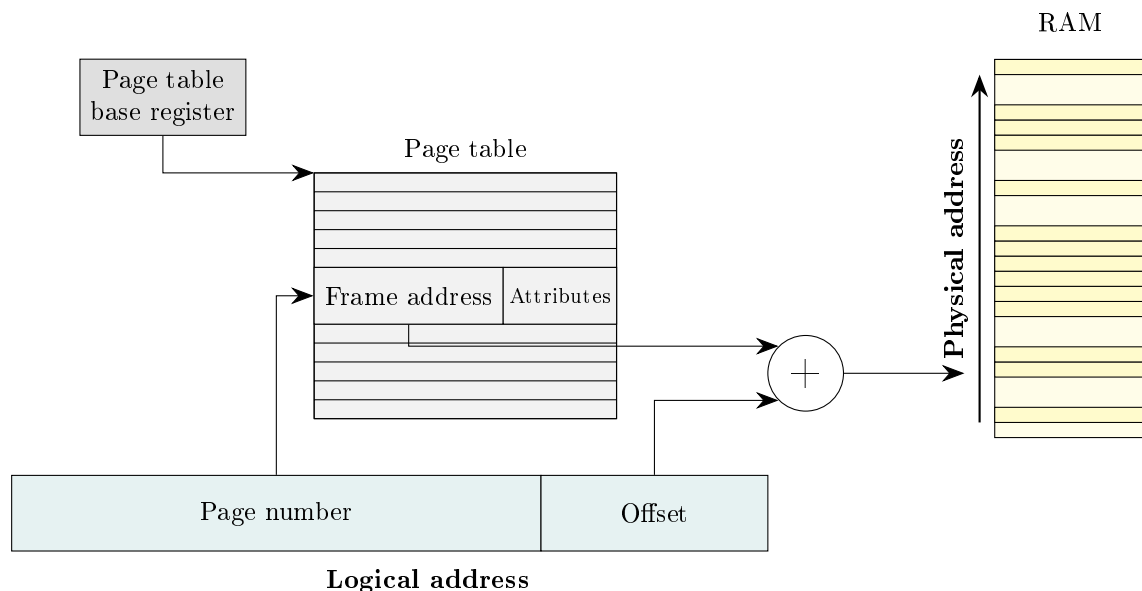 RAM
Page table
base register
Page table
Physical address
Frame address
Attributes
+
Page number
Offset
Logical address